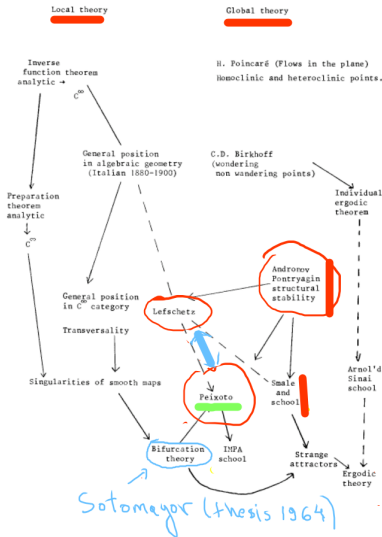 Local theory
Global theory
Inverse
function theorem
analytic →
C∞
H. Poincaré (Flows in the plane)
Homoclinic and heteroclinic points.
General position
in algebraic geometry
(Italian 1880-1900)
C.D. Birkhoff
(wondering
non wandering points)
Preparation
theorem
analytic
↓
C∞
Individual
ergodic
theorem
Andronov
Pontryagin
structural
stability
General position
in C∞ category
Transversality
Lefschetz
Singularities of smooth maps
Peixoto
Smale
and
school
Arnol'd
Sinai
school
Bifurcation
theory
IMPA
school
Strange
attractors
Ergodic
theory
Sotomayor (thesis 1964)